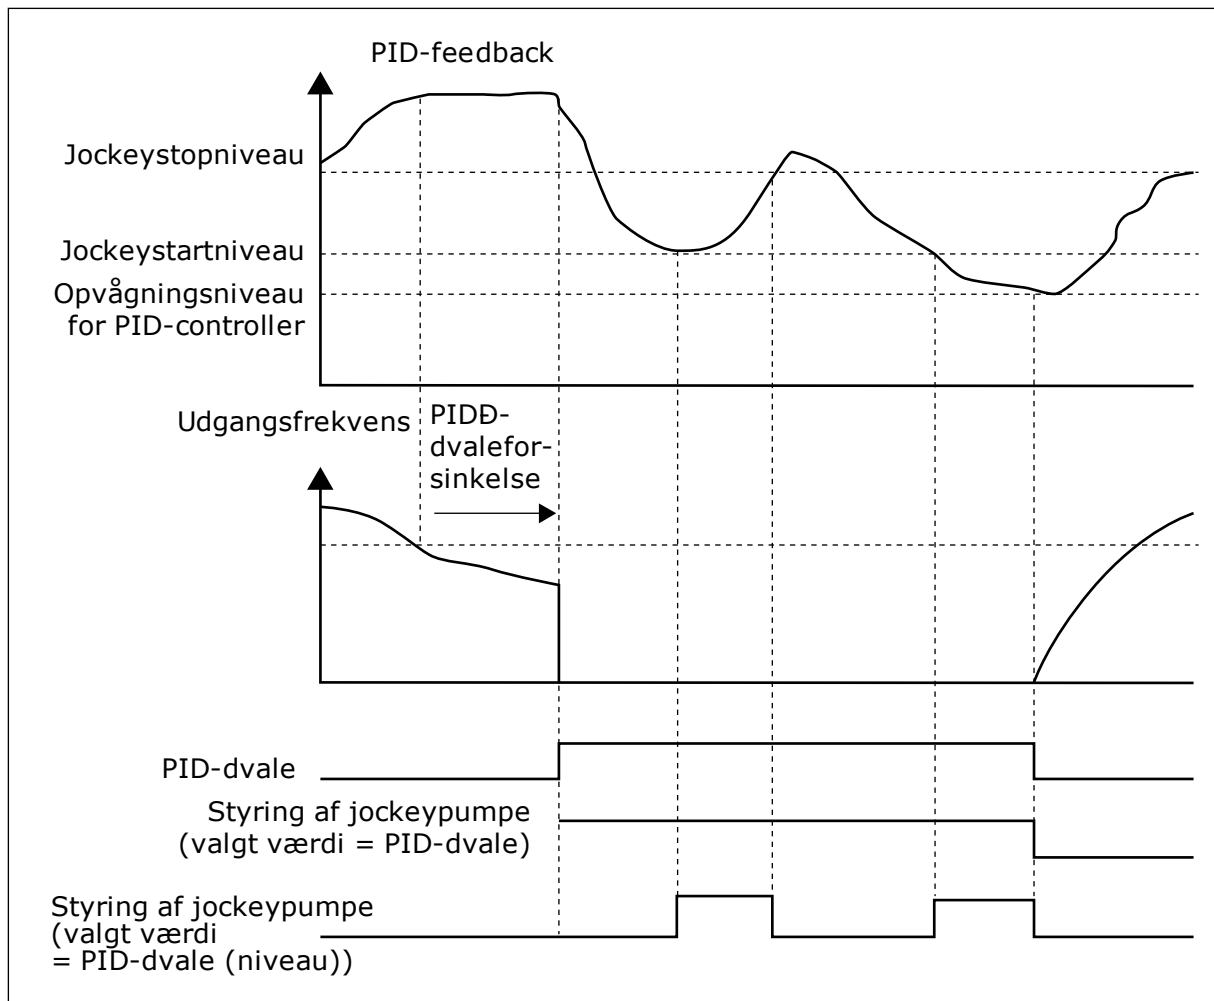 PID-feedback
Jockeystopniveau
Jockeystartniveau
Opvågningsniveau
for PID-controller
Udgangsfrekvens
PIDĐ-
dvalefor-
sinkelse
PID-dvale
Styring af jockeypumpe
(valgt værdi = PID-dvale)
Styring af jockeypumpe
(valgt værdi
= PID-dvale (niveau))